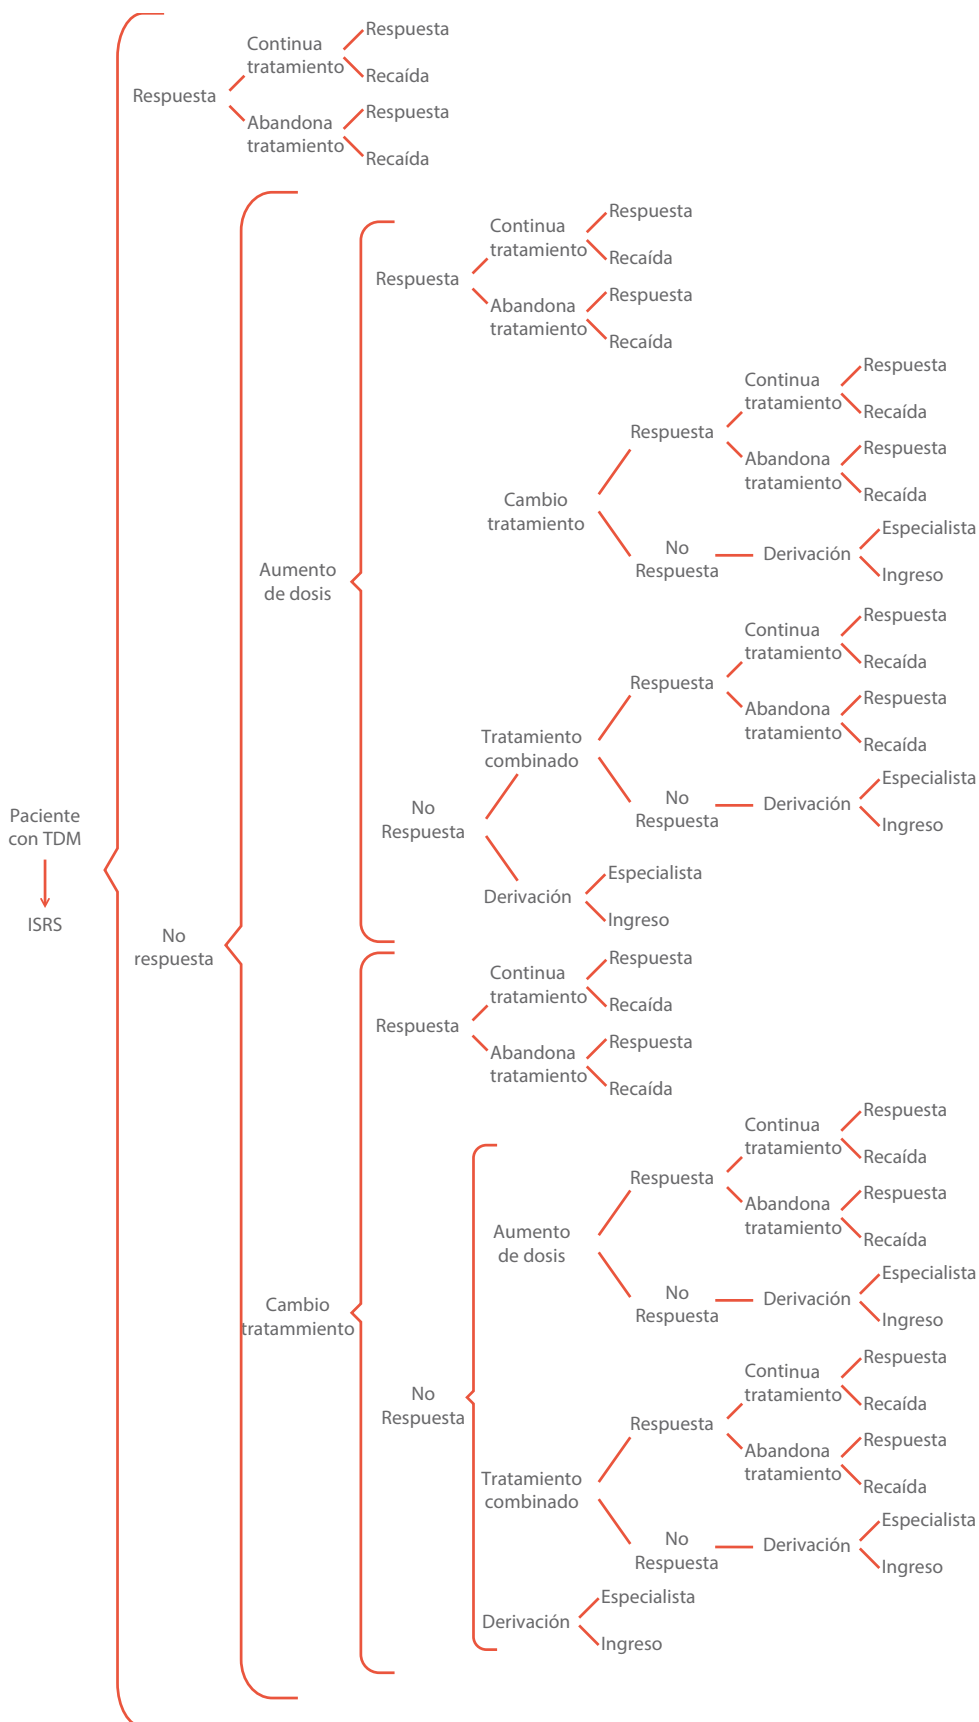 Paciente
con TDM
ISRS
Respuesta
Continua
tratamiento
Respuesta
Recaída
Abandona
tratamiento
Respuesta
Recaída
No
respuesta
Aumento
de dosis
Respuesta
Continua
tratamiento
Respuesta
Recaída
Abandona
tratamiento
Respuesta
Recaída
No
Respuesta
Cambio
tratamiento
Respuesta
Continua
tratamiento
Respuesta
Recaída
Abandona
tratamiento
Respuesta
Recaída
No
Respuesta
Derivación
Especialista
Ingreso
Tratamiento
combinado
Respuesta
Continua
tratamiento
Respuesta
Recaída
Abandona
tratamiento
Respuesta
Recaída
No
Respuesta
Derivación
Especialista
Ingreso
Derivación
Especialista
Ingreso
Cambio
tratammiento
Respuesta
Continua
tratamiento
Respuesta
Recaída
Abandona
tratamiento
Respuesta
Recaída
No
Respuesta
Aumento
de dosis
Respuesta
Continua
tratamiento
Respuesta
Recaída
Abandona
tratamiento
Respuesta
Recaída
No
Respuesta
Derivación
Especialista
Ingreso
Tratamiento
combinado
Respuesta
Continua
tratamiento
Respuesta
Recaída
Abandona
tratamiento
Respuesta
Recaída
No
Respuesta
Derivación
Especialista
Ingreso
Derivación
Especialista
Ingreso